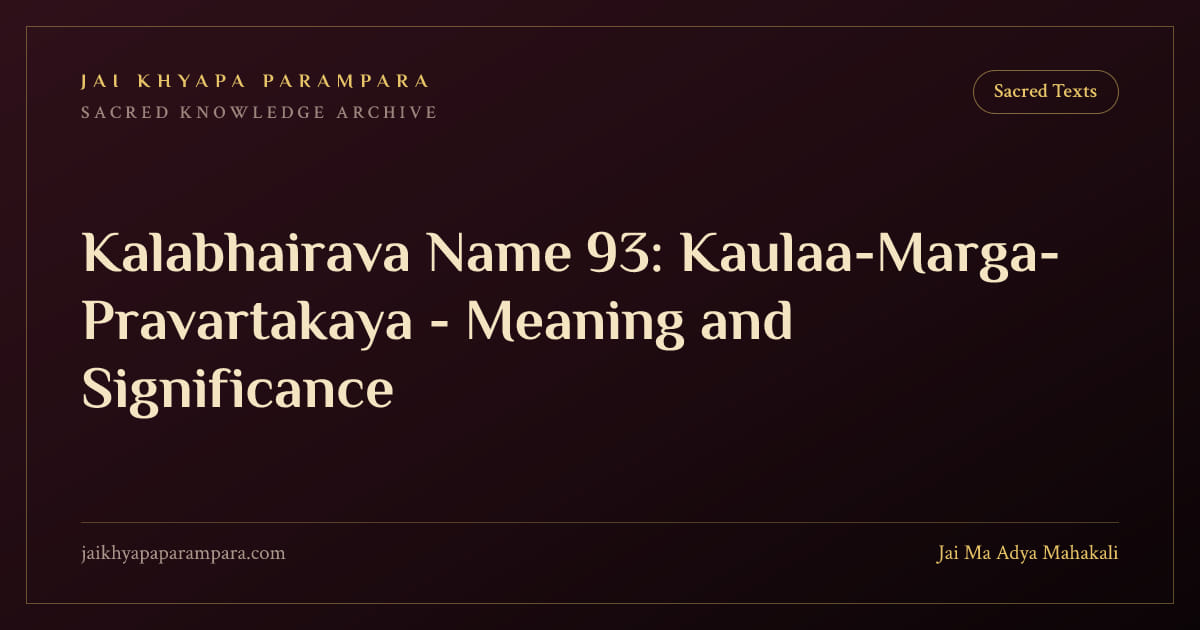 JAI KHYAPA PARAMPARA
SACRED KNOWLEDGE ARCHIVE
Sacred Texts
Kalabhairava Name 93: Kaulaa-Marga-
Pravartakaya - Meaning and
Significance
jaikhyapaparampara.com
Jai Ma Adya Mahakali